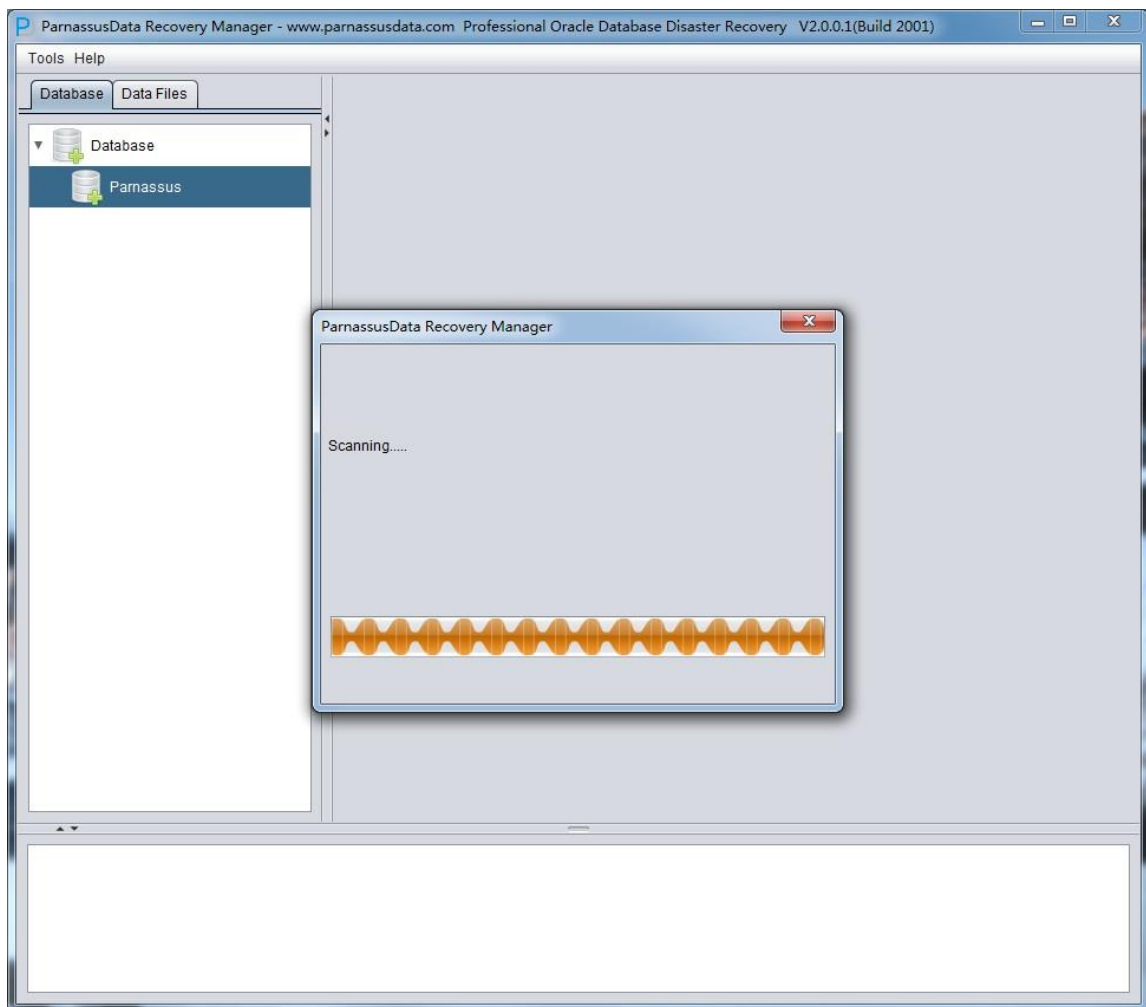 P ParnassusData Recovery Manager - www.parnassusdata.com Professional Oracle Database Disaster Recovery V2.0.0.1(Build 2001)
Tools Help
Database Data Files
Database
Parnassus
ParnassusData Recovery Manager
Scanning.....